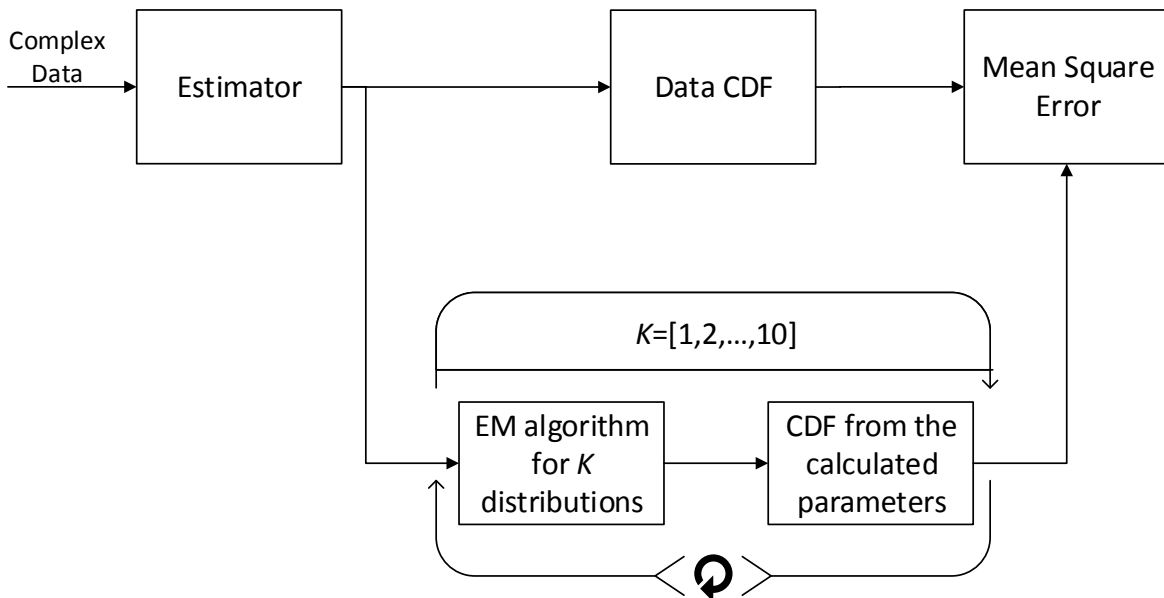 Complex
Data
Estimator
Data CDF
Mean Square
Error
K=[1,2,...,10]
EM algorithm
for K
distributions
CDF from the
calculated
parameters